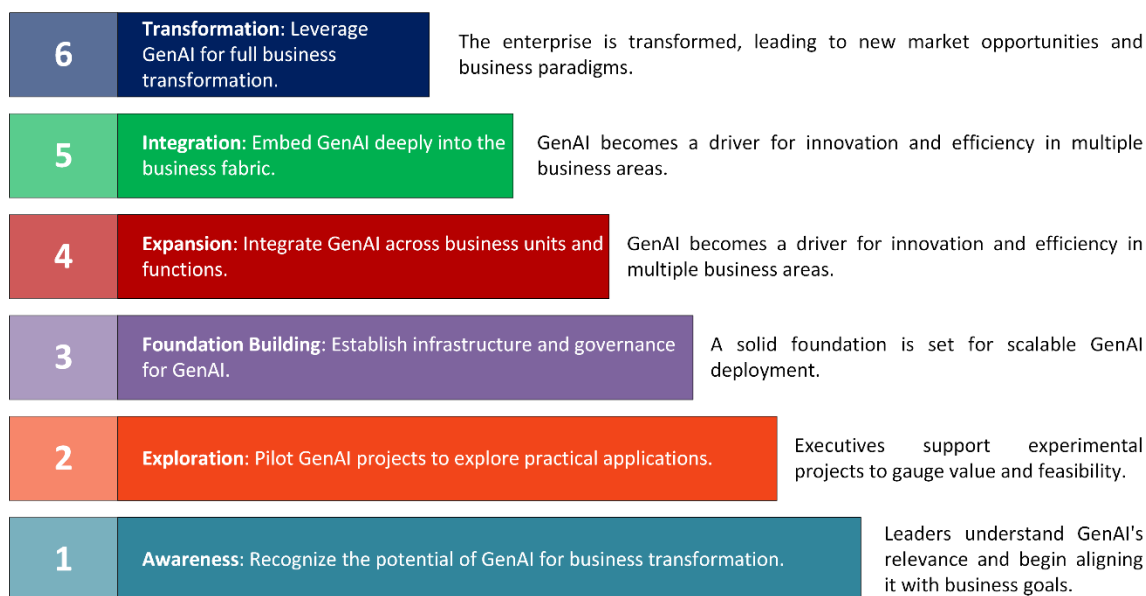 6
Transformation: Leverage
GenAI for full business
transformation.
The enterprise is transformed, leading to new market opportunities and
business paradigms.
5
Integration: Embed GenAI deeply into the
business fabric.
GenAI becomes a driver for innovation and efficiency in multiple
business areas.
4
Expansion: Integrate GenAI across business units and
functions.
GenAI becomes a driver for innovation and efficiency in
multiple business areas.
3
Foundation Building: Establish infrastructure and governance
for GenAI.
A solid foundation is set for scalable GenAI
deployment.
2
Exploration: Pilot GenAI projects to explore practical applications.
Executives support experimental
projects to gauge value and feasibility.
1
Awareness: Recognize the potential of GenAI for business transformation.
Leaders understand GenAI's
relevance and begin aligning
it with business goals.